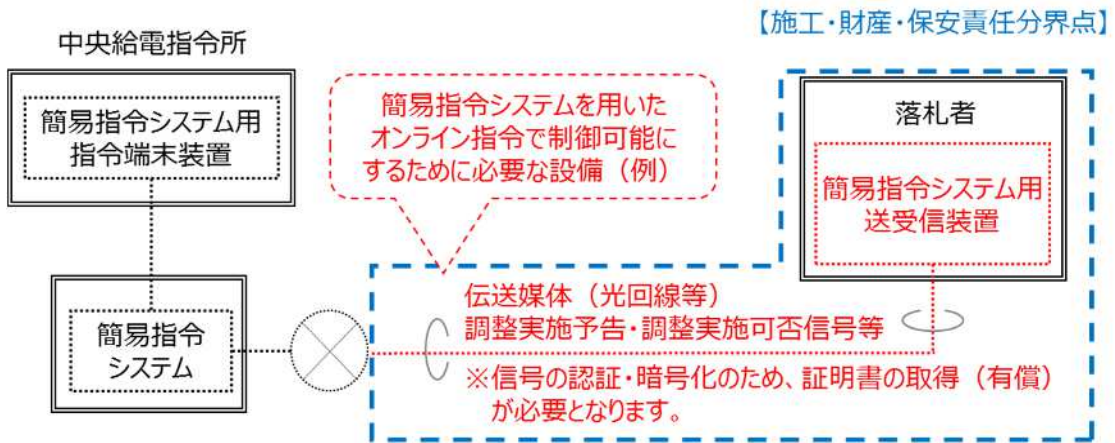 【施工・財産・保安責任分界点】
中央給電指令所
簡易指令システム用
指令端末装置
簡易指令システムを用いた
オンライン指令で制御可能に
するために必要な設備（例）
落札者
簡易指令システム用
送受信装置
簡易指令
システム
伝送媒体（光回線等）
調整実施予告・調整実施可否信号等
※信号の認証・暗号化のため、証明書の取得（有償）
が必要となります。